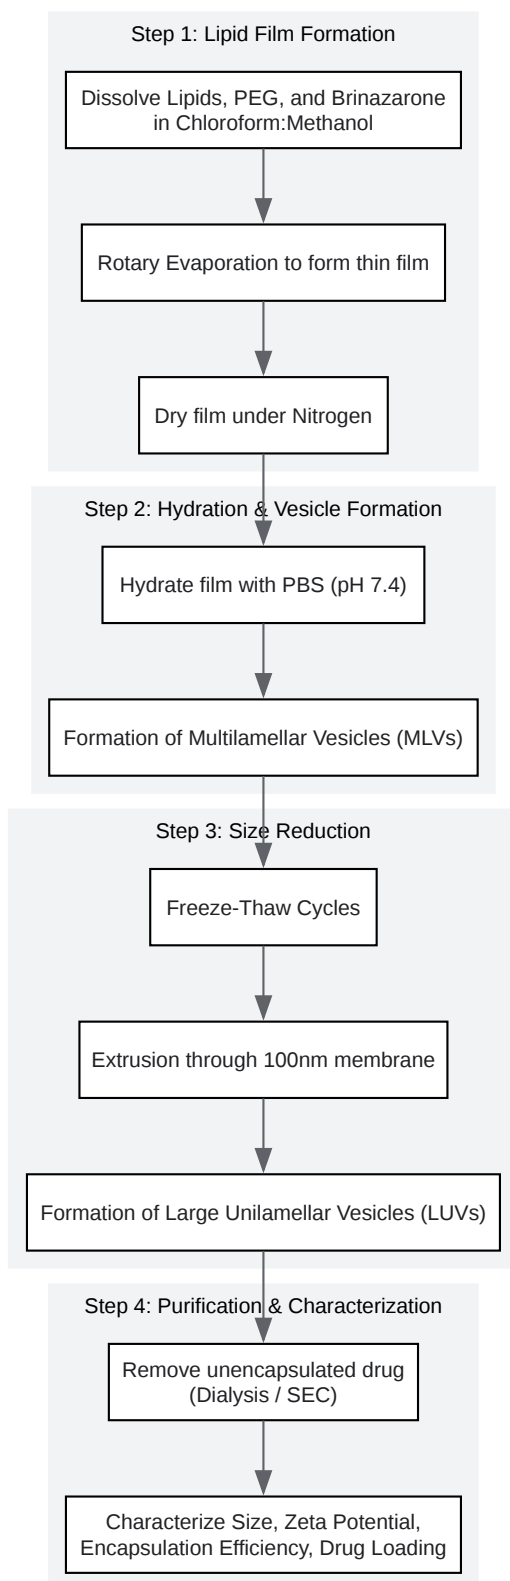 Step 1: Lipid Film Formation
Dissolve Lipids, PEG, and Brinazarone
in Chloroform:Methanol
Rotary Evaporation to form thin film
Dry film under Nitrogen
Step 2: Hydration & Vesicle Formation
Hydrate film with PBS (pH 7.4)
Formation of Multilamellar Vesicles (MLVs)
Step 3: Size Reduction
Freeze-Thaw Cycles
Extrusion through 100nm membrane
Formation of Large Unilamellar Vesicles (LUVs)
Step 4: Purification & Characterization
Remove unencapsulated drug
(Dialysis / SEC)
Characterize Size, Zeta Potential,
Encapsulation Efficiency, Drug Loading